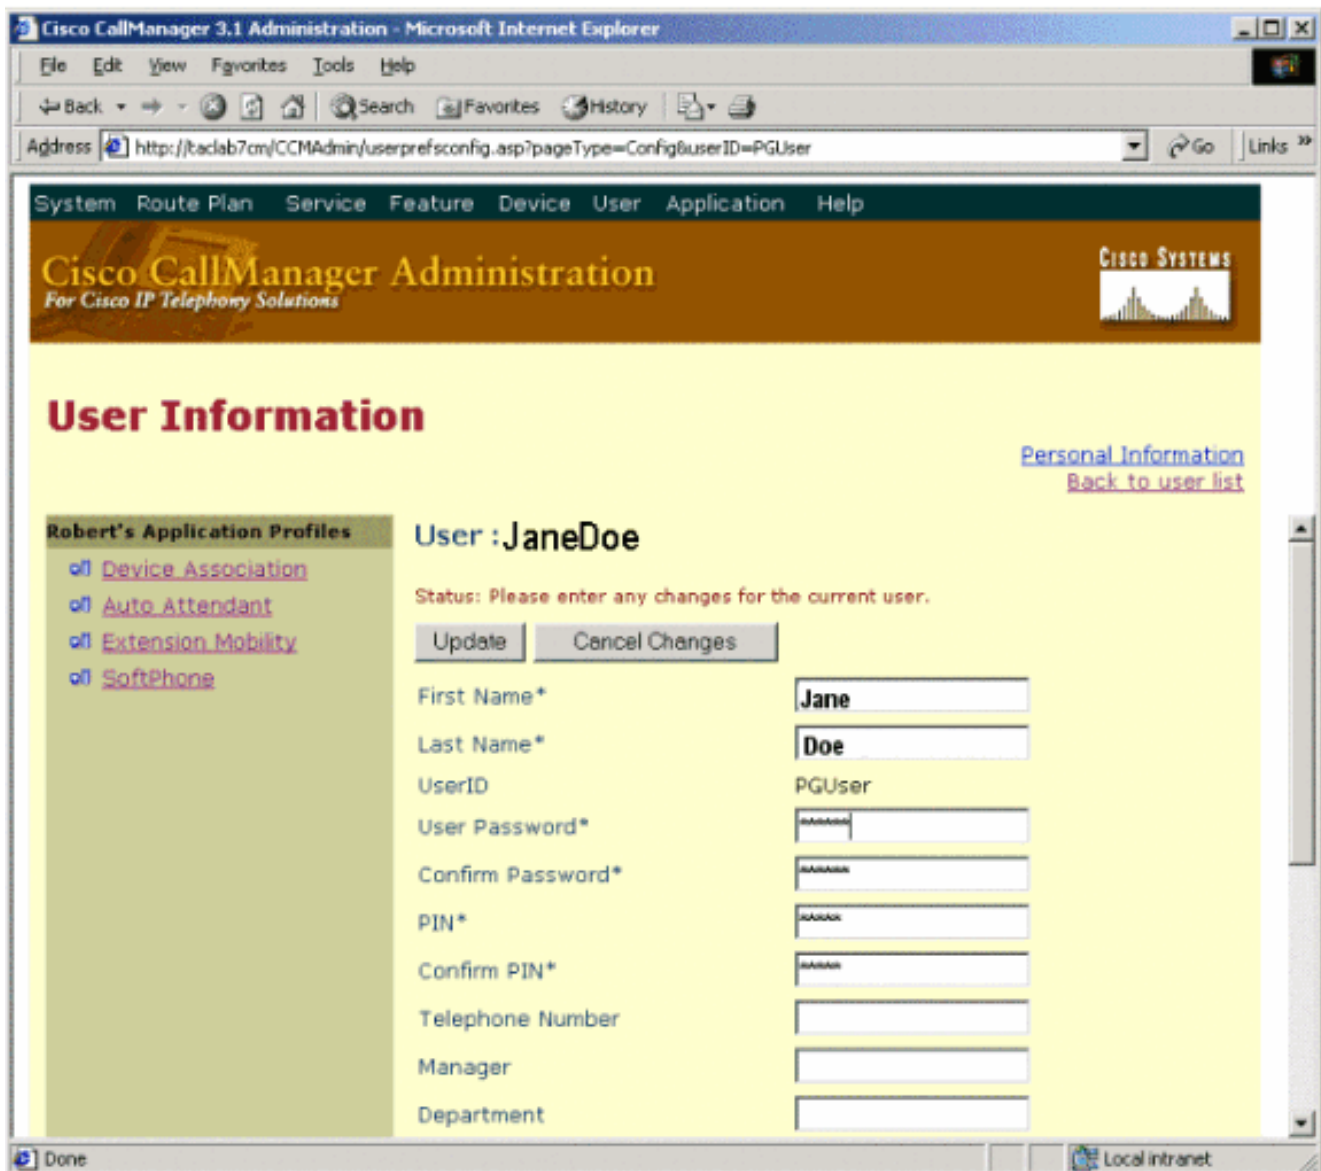 Cisco CallManager 3.1 Administration - Microsoft Internet Explorer
File Edit View Favorites Tools Help
Back Search Favorites History
Address http://taclab7cm/CCMAdmin/userprefsconfig.asp?pageType=Config&userID=PGUser Go Links »
System Route Plan Service Feature Device User Application Help
Cisco CallManager Administration
For Cisco IP Telephony Solutions
CISCO SYSTEMS
User Information
Personal Information
Back to user list
Robert's Application Profiles
Device Association
Auto Attendant
Extension Mobility
SoftPhone
User : JaneDoe
Status: Please enter any changes for the current user.
Update Cancel Changes
First Name* Jane
Last Name* Doe
UserID PGUser
User Password* ******
Confirm Password* ******
PIN* *****
Confirm PIN* *****
Telephone Number
Manager
Department
Done Local intranet